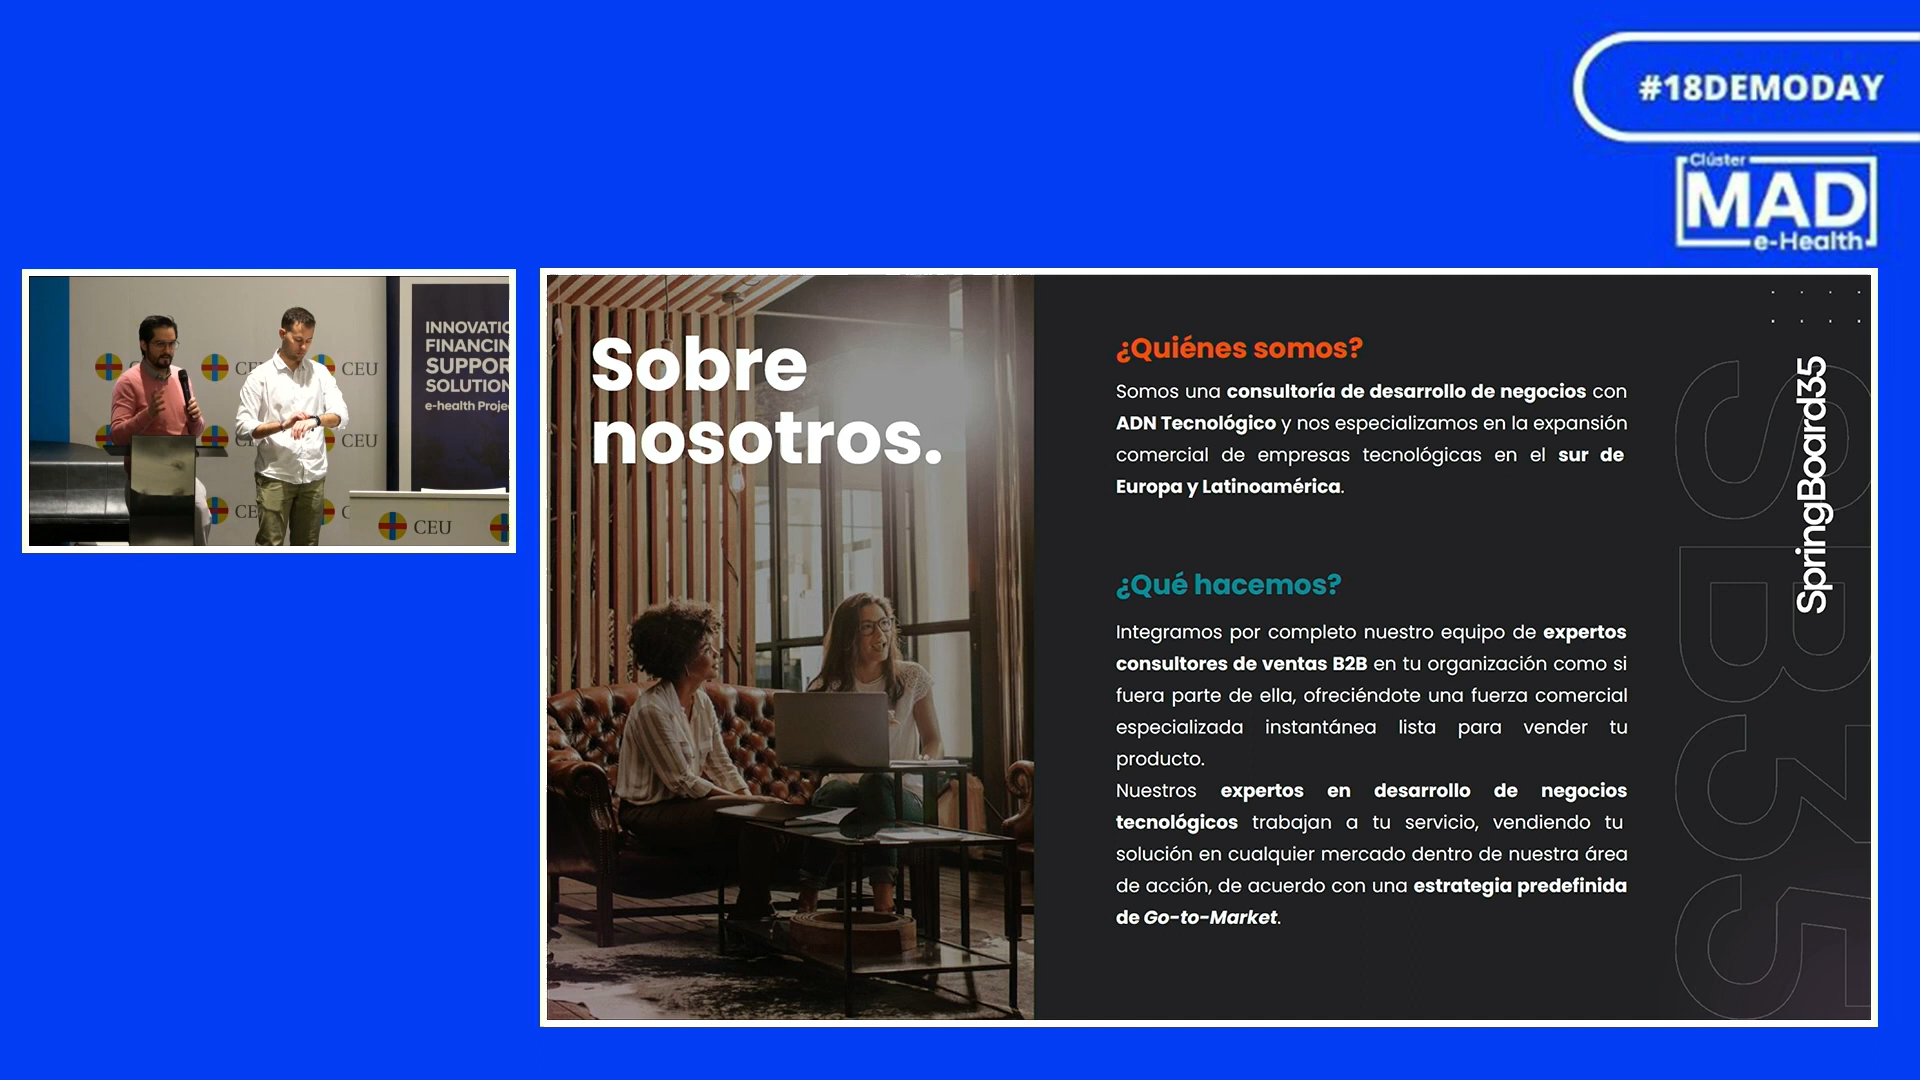 #18DEMODAY
Clúster
MAD
e-Health
INNOVATIO
FINANCIN
SUPPOR
SOLUTION
e-health Proje
CEU
CEU
CEU
Sobre
nosotros.
¿Quiénes somos?
Somos una consultoría de desarrollo de negocios con
ADN Tecnológico y nos especializamos en la expansión
comercial de empresas tecnológicas en el sur de
Europa y Latinoamérica.
¿Qué hacemos?
Integramos por completo nuestro equipo de expertos
consultores de ventas B2B en tu organización como si
fuera parte de ella, ofreciéndote una fuerza comercial
especializada instantánea lista para vender tu
producto.
Nuestros expertos en desarrollo de negocios
tecnológicos trabajan a tu servicio, vendiendo tu
solución en cualquier mercado dentro de nuestra área
de acción, de acuerdo con una estrategia predefinida
de Go-to-Market.
SpringBoard35
SB35